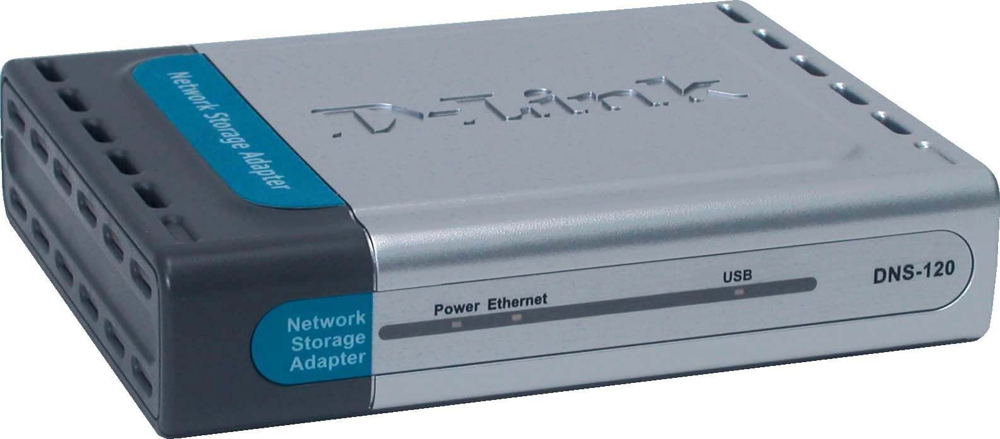 Network Storage Adapter
D-Link
Power Ethernet USB
DNS-120
Network
Storage
Adapter